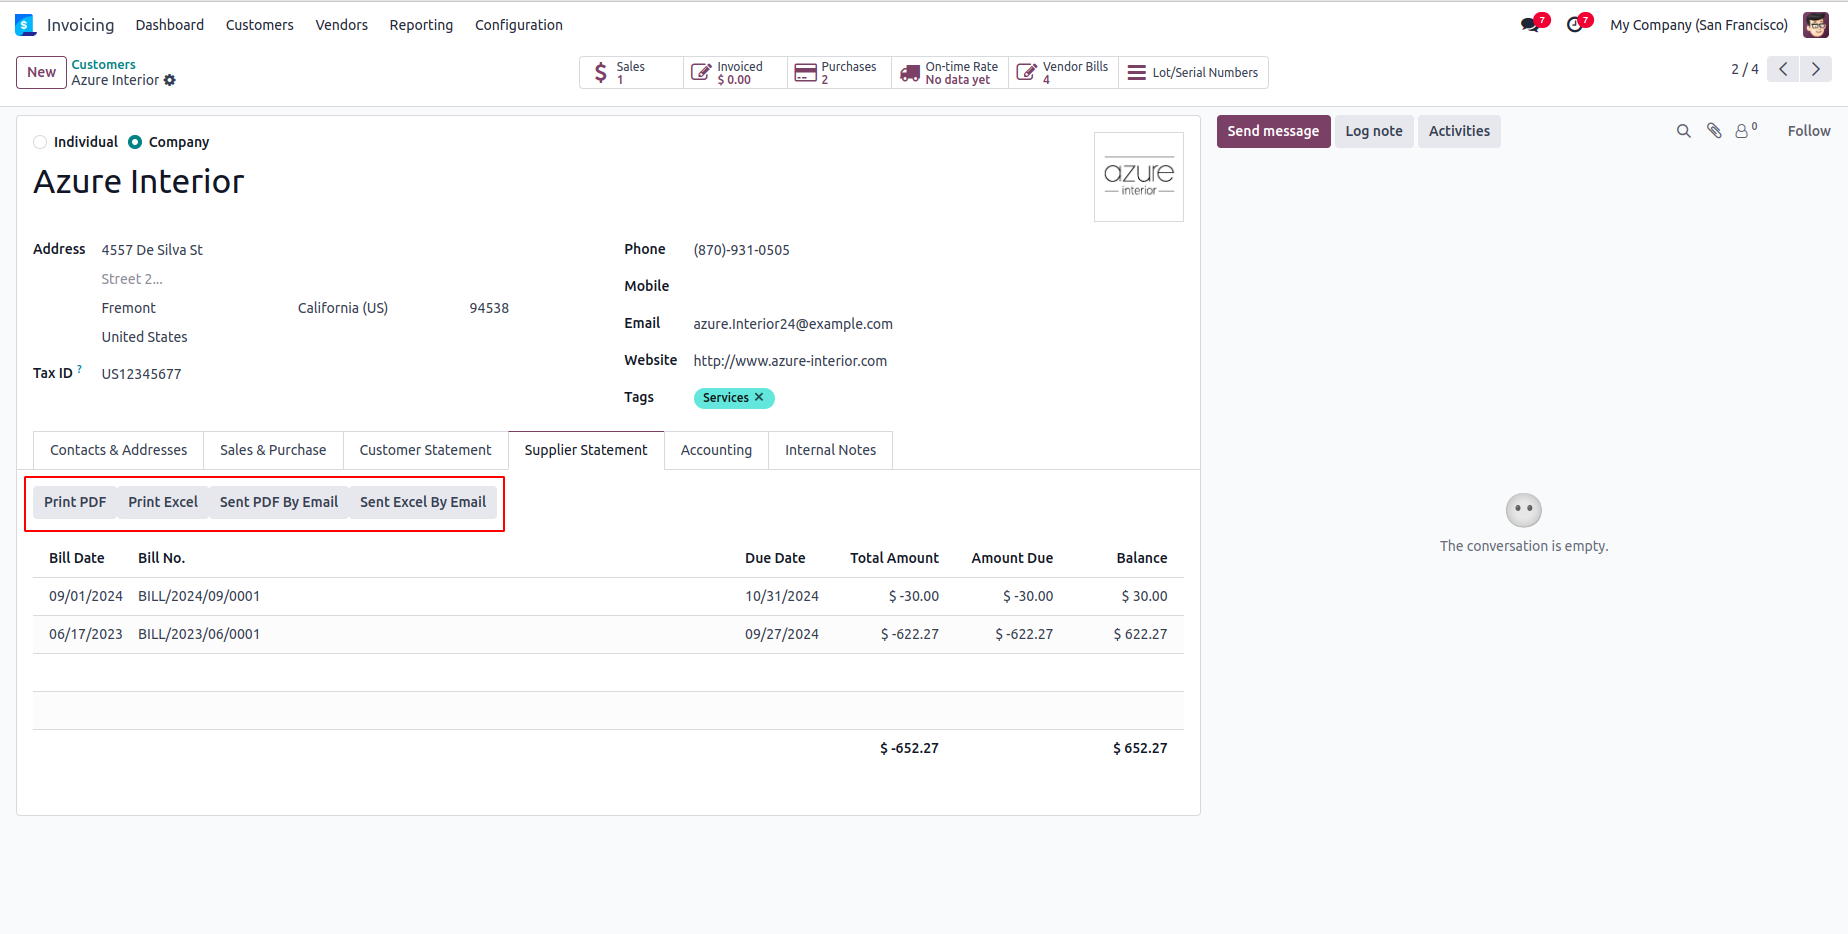 Invoicing Dashboard Customers Vendors Reporting Configuration 7 7 My Company (San Francisco)
New Customers
Azure Interior
Sales
1
Invoiced
$ 0.00
Purchases
2
On-time Rate
No data yet
Vendor Bills
4
Lot/Serial Numbers
2 / 4
Individual Company
Azure Interior
azure
interior
Send message Log note Activities 0 Follow
Address 4557 De Silva St
Street 2...
Fremont California (US) 94538
United States
Tax ID ? US12345677
Phone (870)-931-0505
Mobile
Email azure.Interior24@example.com
Website http://www.azure-interior.com
Tags Services ✕
Contacts & Addresses Sales & Purchase Customer Statement Supplier Statement Accounting Internal Notes
Print PDF Print Excel Sent PDF By Email Sent Excel By Email
Bill Date Bill No. Due Date Total Amount Amount Due Balance
09/01/2024 BILL/2024/09/0001 10/31/2024 $ -30.00 $ -30.00 $ 30.00
06/17/2023 BILL/2023/06/0001 09/27/2024 $ -622.27 $ -622.27 $ 622.27
$ -652.27 $ 652.27
The conversation is empty.